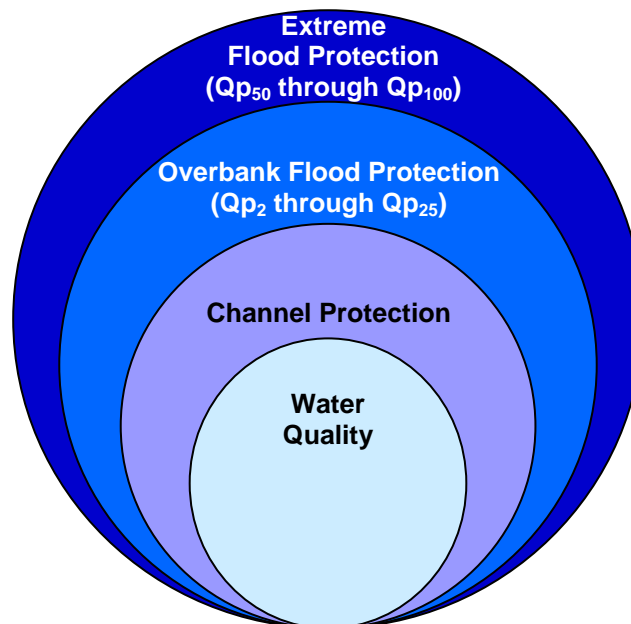 Extreme
Flood Protection
(Qp₅₀ through Qp₁₀₀)
Overbank Flood Protection
(Qp₂ through Qp₂₅)
Channel Protection
Water
Quality